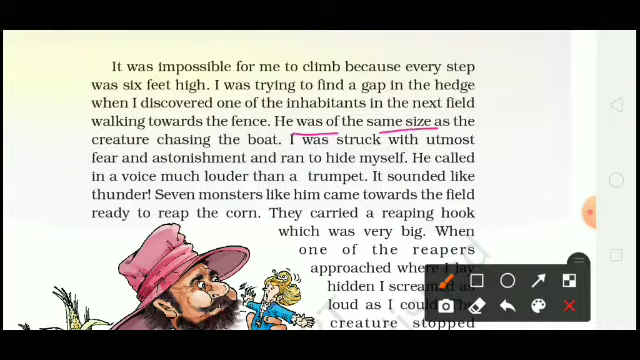 It was impossible for me to climb because every step
was six feet high. I was trying to find a gap in the hedge
when I discovered one of the inhabitants in the next field
walking towards the fence. He was of the same size as the
creature chasing the boat. I was struck with utmost
fear and astonishment and ran to hide myself. He called
in a voice much louder than a trumpet. It sounded like
thunder! Seven monsters like him came towards the field
ready to reap the corn. They carried a reaping hook
which was very big. When
one of the reapers
approached where I lay
hidden I screamed as
loud as I could. The
creature stopped